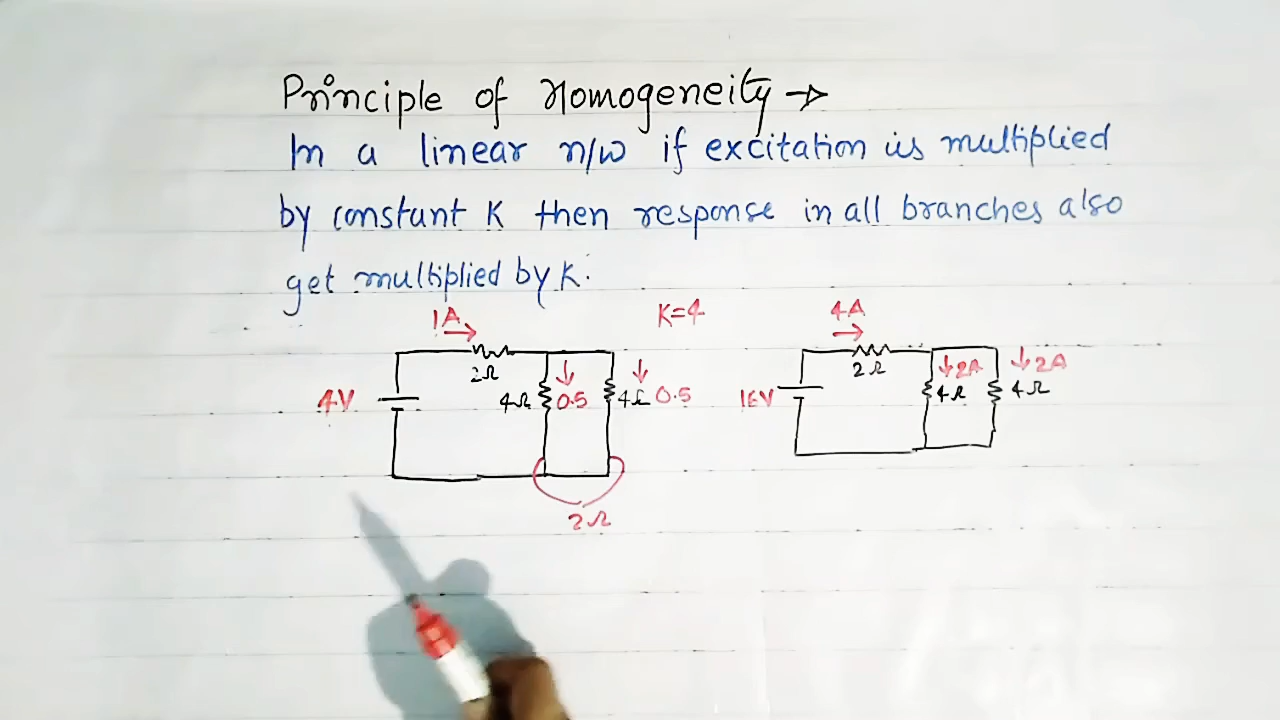 Principle of Homogeneity →
In a linear n/w if excitation is multiplied
by constant K then response in all branches also
get multiplied by K.
1A K=4 4A
2Ω 2Ω
4V 4Ω 0.5 4Ω 0.5 16V 2A 4Ω 2A 4Ω
2Ω